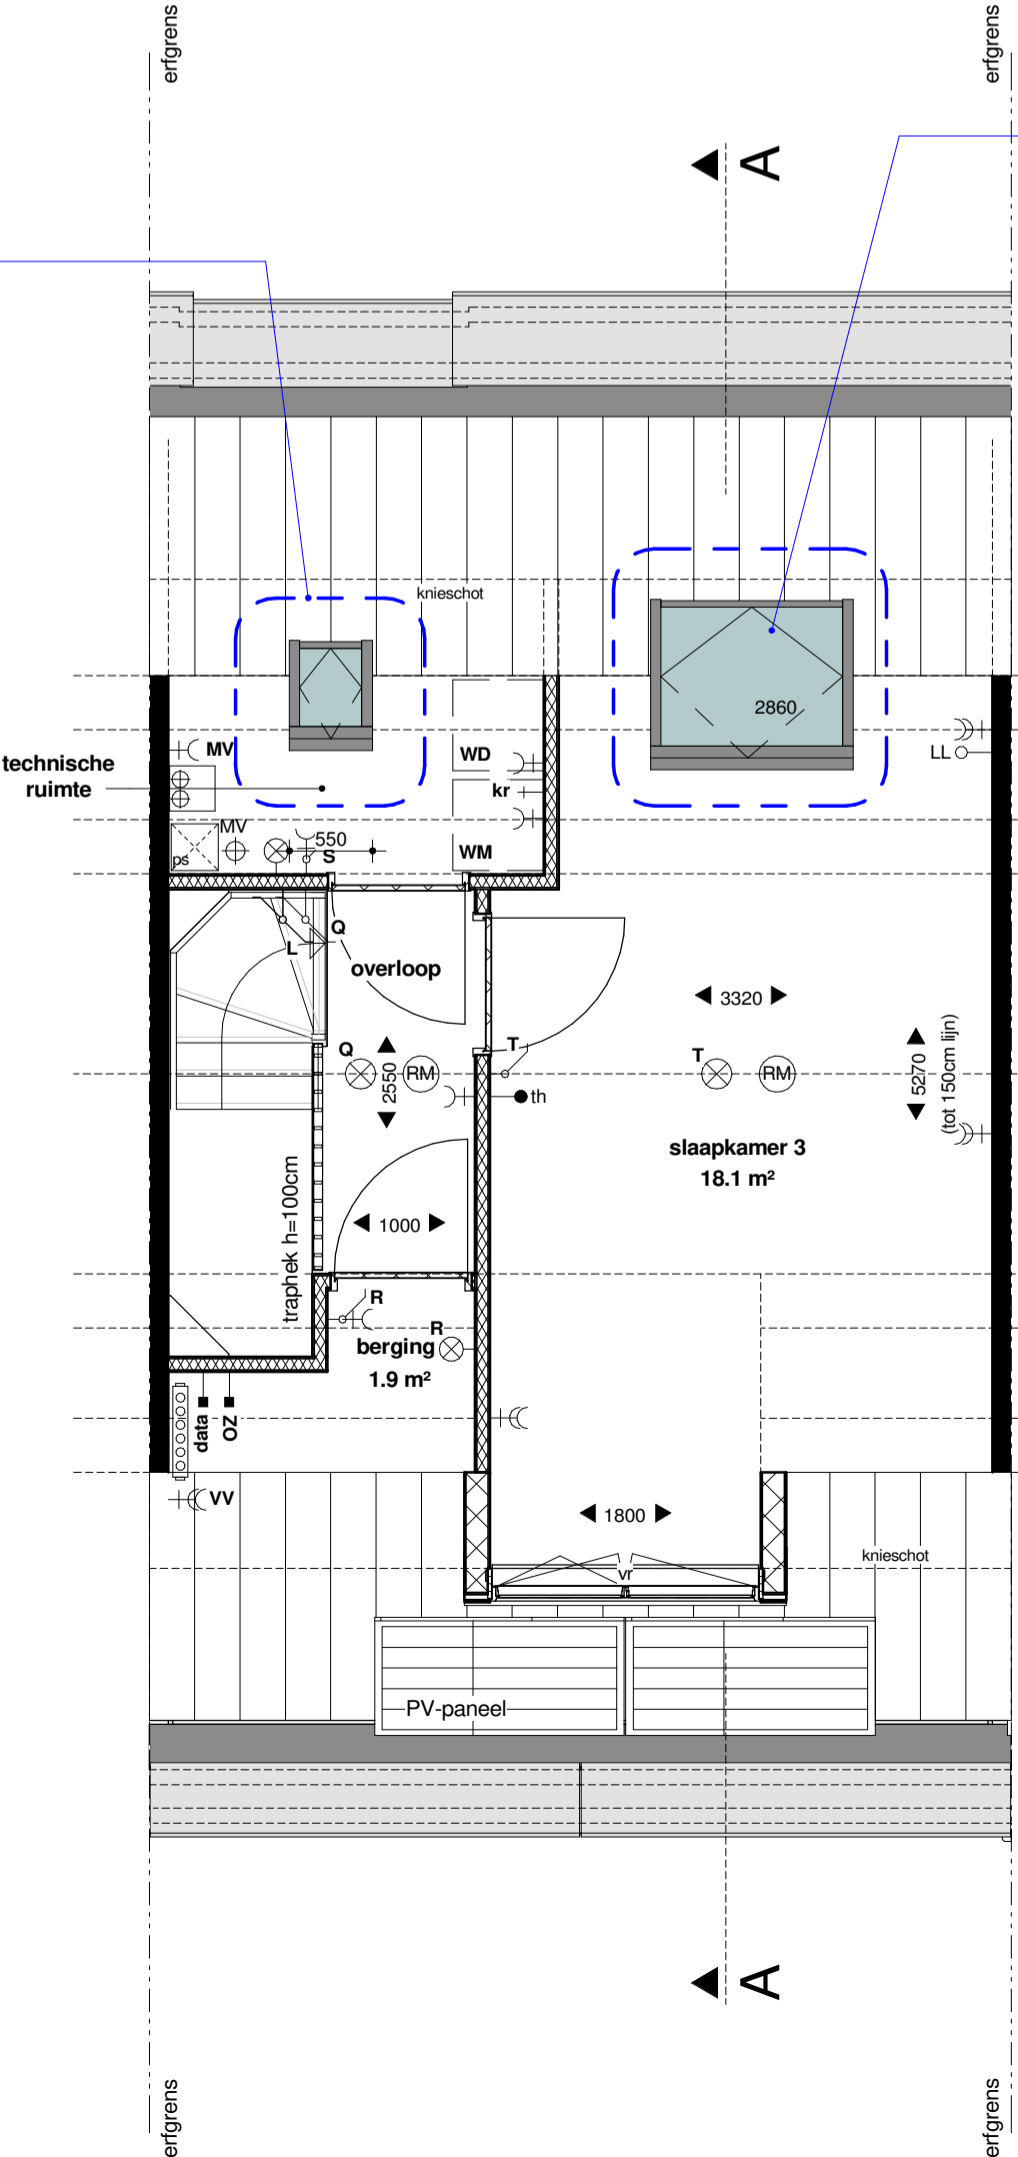 erfgrens
erfgrens
A
knieschot
2860
MV
WD
LL
technische
ruimte
kr
MV
550
S
WM
ps
Q
L
overloop
3320
T
Q
RM
2550
T
RM
5270
(tot 150cm lijn)
th
slaapkamer 3
18.1 m²
traphek h=100cm
1000
R
R
berging
1.9 m²
data
OZ
VV
1800
knieschot
vr
PV-paneel
A
erfgrens
erfgrens